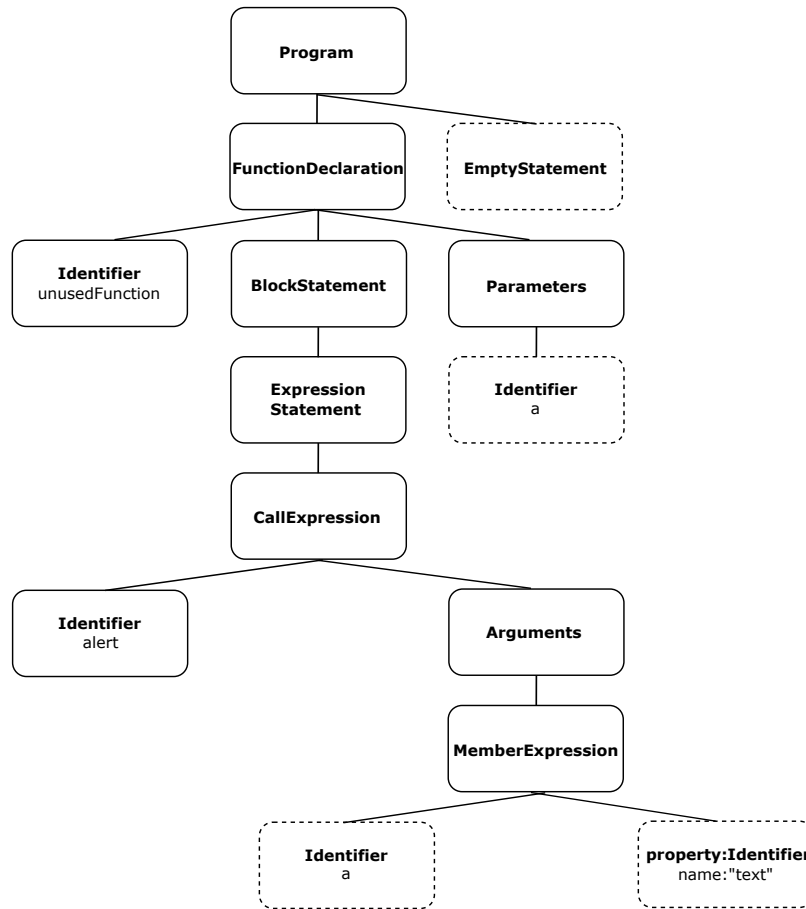 Program
FunctionDeclaration
EmptyStatement
Identifier
unusedFunction
BlockStatement
Parameters
Expression
Statement
Identifier
a
CallExpression
Identifier
alert
Arguments
MemberExpression
Identifier
a
property:Identifier
name:"text"